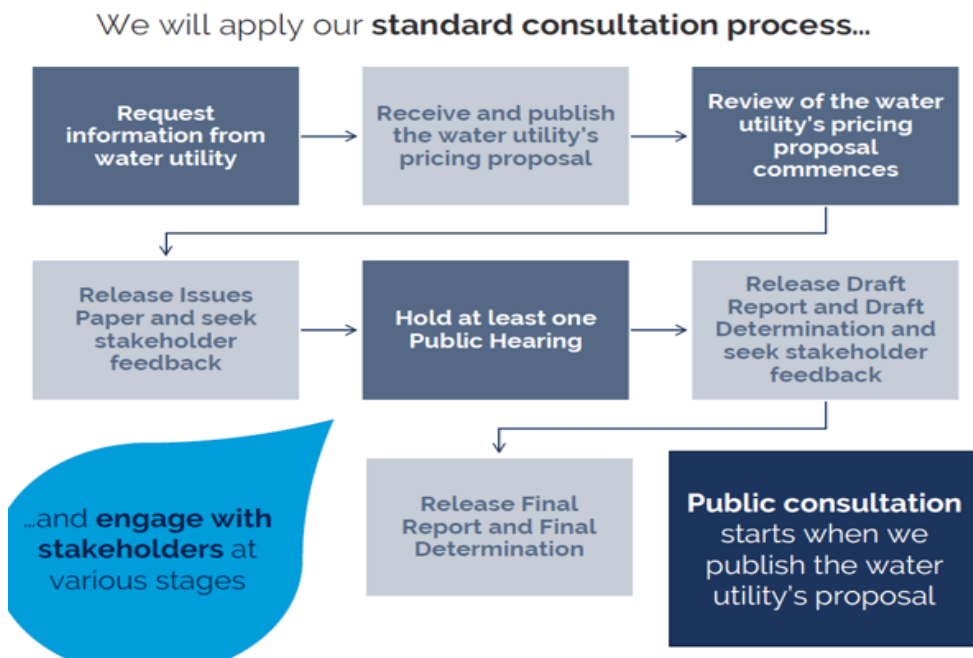 We will apply our standard consultation process...
Request
information from
water utility
Receive and publish
the water utility's
pricing proposal
Review of the water
utility's pricing
proposal
commences
Release Issues
Paper and seek
stakeholder
feedback
Hold at least one
Public Hearing
Release Draft
Report and Draft
Determination and
seek stakeholder
feedback
...and engage with
stakeholders at
various stages
Release Final
Report and Final
Determination
Public consultation
starts when we
publish the water
utility's proposal